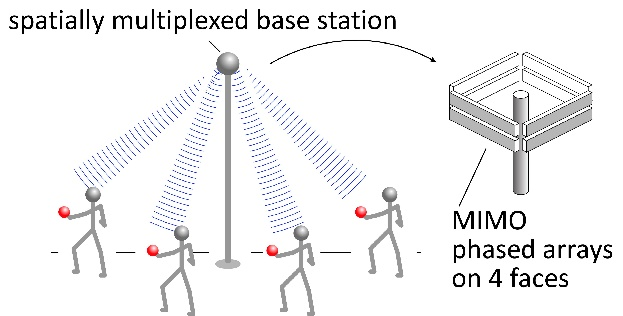 spatially multiplexed base station
MIMO
phased arrays
on 4 faces